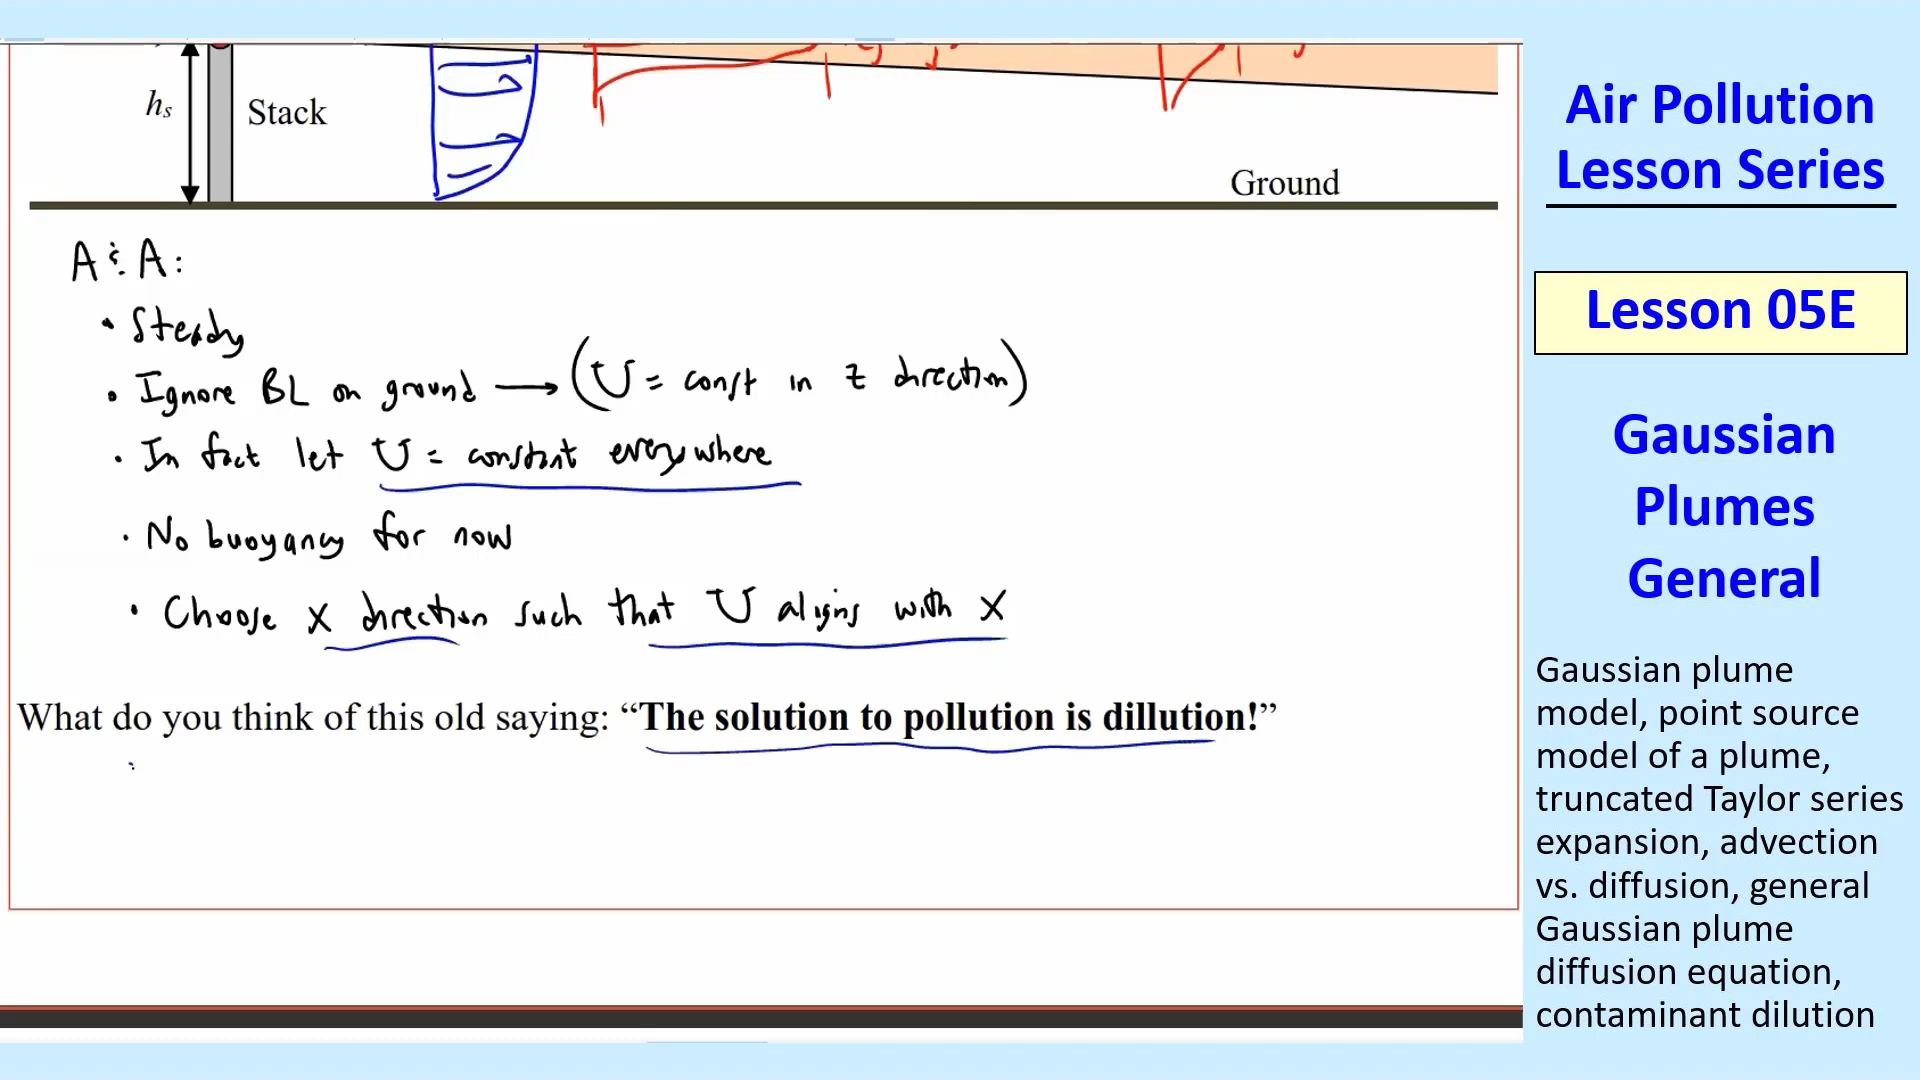 hs
Stack
Ground
A & A:
• Steady
• Ignore BL on ground → (U = const in z direction)
• In fact let U = constant everywhere
• No buoyancy for now
• Choose x direction such that U aligns with x
What do you think of this old saying: “The solution to pollution is dillution!”
Air Pollution
Lesson Series
Lesson 05E
Gaussian
Plumes
General
Gaussian plume
model, point source
model of a plume,
truncated Taylor series
expansion, advection
vs. diffusion, general
Gaussian plume
diffusion equation,
contaminant dilution